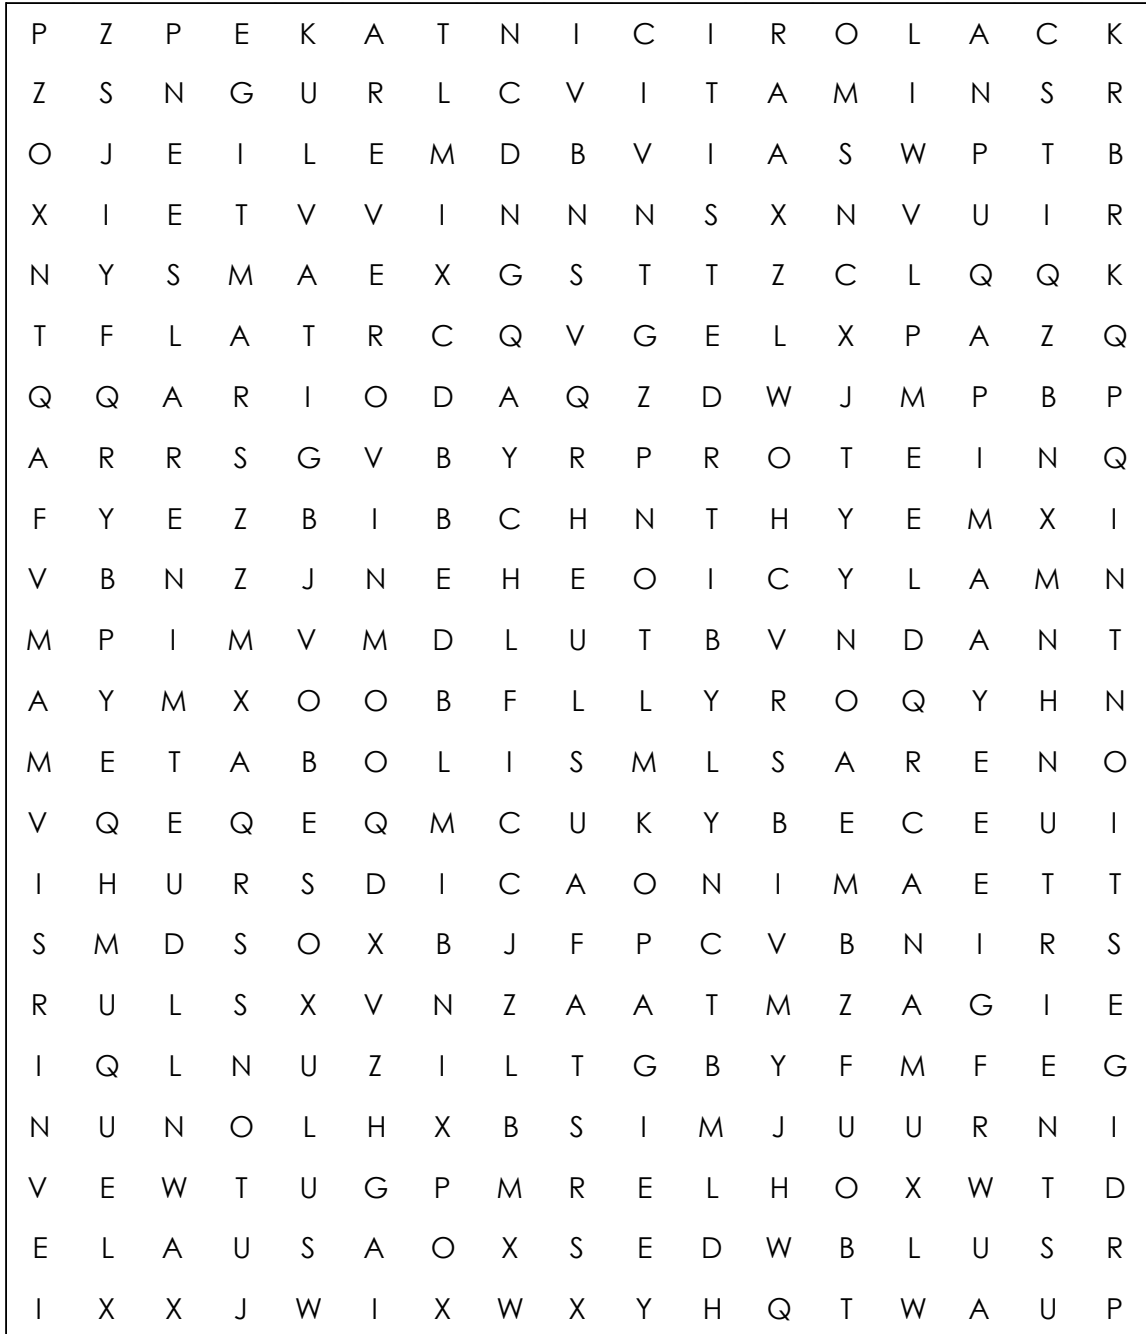 P Z P E K A T N I C I R O L A C K
Z S N G U R L C V I T A M I N S R
O J E I L E M D B V I A S W P T B
X I E T V V I N N N S X N V U I R
N Y S M A E X G S T T Z C L Q Q K
T F L A T R C Q V G E L X P A Z Q
Q Q A R I O D A Q Z D W J M P B P
A R R S G V B Y R P R O T E I N Q
F Y E Z B I B C H N T H Y E M X I
V B N Z J N E H E O I C Y L A M N
M P I M V M D L U T B V N D A N T
A Y M X O O B F L L Y R O Q Y H N
M E T A B O L I S M L S A R E N O
V Q E Q E Q M C U K Y B E C E U I
I H U R S D I C A O N I M A E T T
S M D S O X B J F P C V B N I R S
R U L S X V N Z A A T M Z A G I E
I Q L N U Z I L T G B Y F M F E G
N U N O L H X B S I M J U U R N I
V E W T U G P M R E L H O X W T D
E L A U S A O X S E D W B L U S R
I X X J W I X W X Y H Q T W A U P